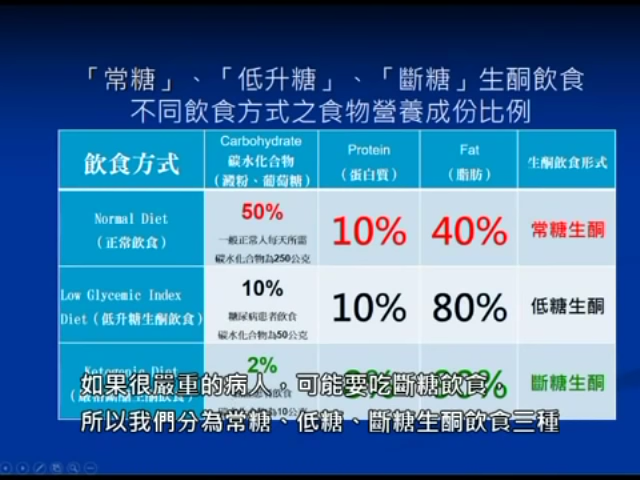 「常糖」、「低升糖」、「斷糖」生酮飲食
不同飲食方式之食物營養成份比例
飲食方式
Carbohydrate
碳水化合物
（澱粉、葡萄糖）
Protein
（蛋白質）
Fat
（脂肪）
生酮飲食形式
Normal Diet
（正常飲食）
50%
一般正常人每天所需
碳水化合物為250公克
10%
40%
常糖生酮
Low Glycemic Index
Diet（低升糖生酮飲食）
10%
糖尿病患者飲食
碳水化合物為50公克
10%
80%
低糖生酮
Ketogenic Diet
2%
斷糖生酮
如果很嚴重的病人，可能要吃斷糖飲食，
所以我們分為常糖、低糖、斷糖生酮飲食三種